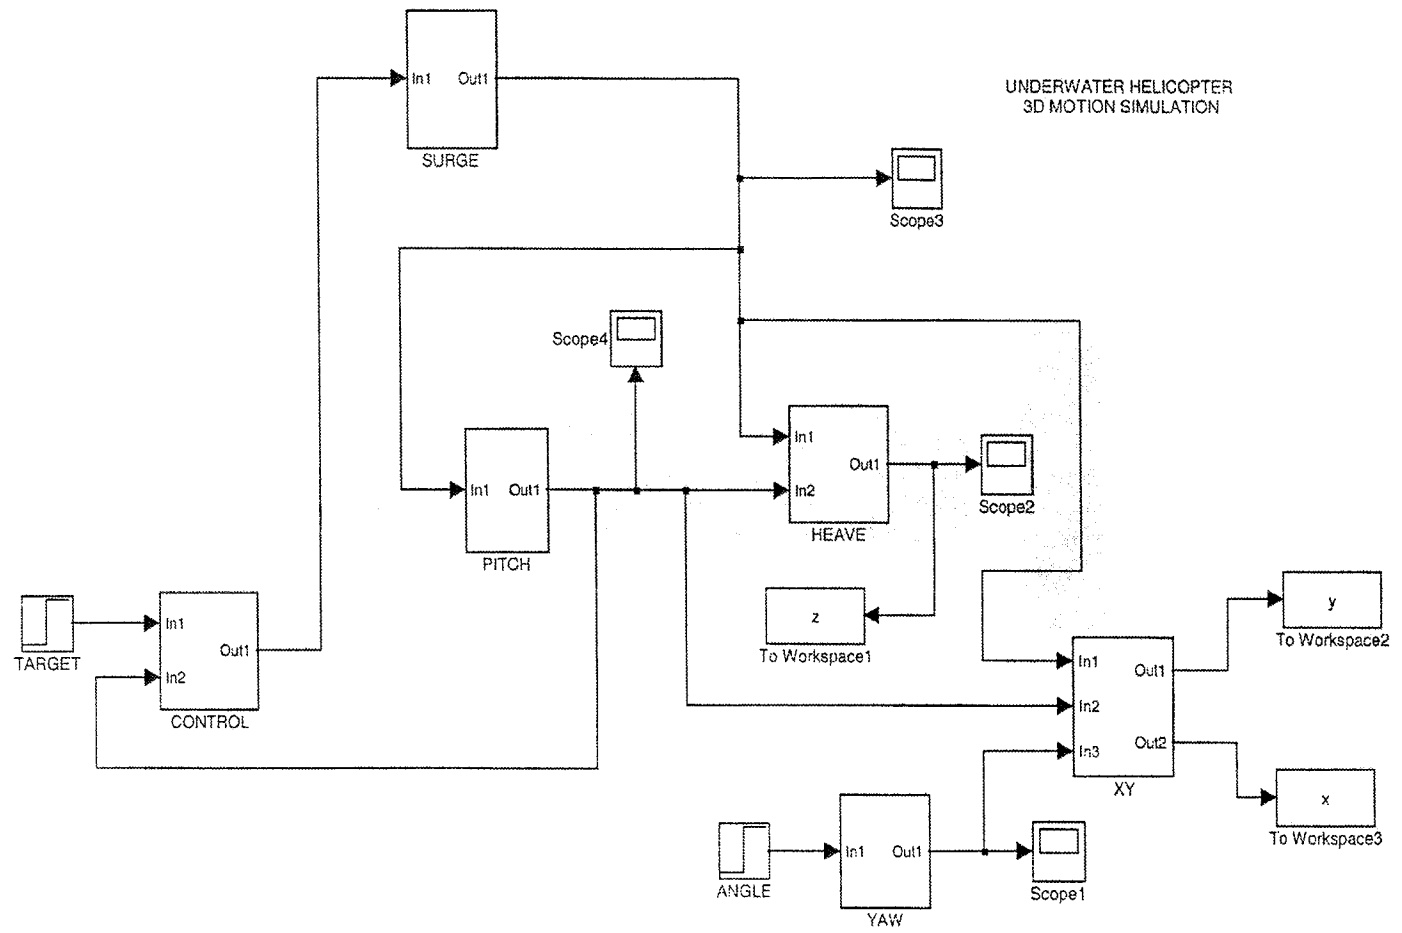 In1 Out1
SURGE
UNDERWATER HELICOPTER
3D MOTION SIMULATION
Scope3
Scope4
In1 Out1
PITCH
In1
Out1
In2
HEAVE
Scope2
z
To Workspace1
TARGET
In1
Out1
In2
CONTROL
y
To Workspace2
In1
Out1
In2
In3
Out2
XY
x
To Workspace3
ANGLE
In1 Out1
YAW
Scope1